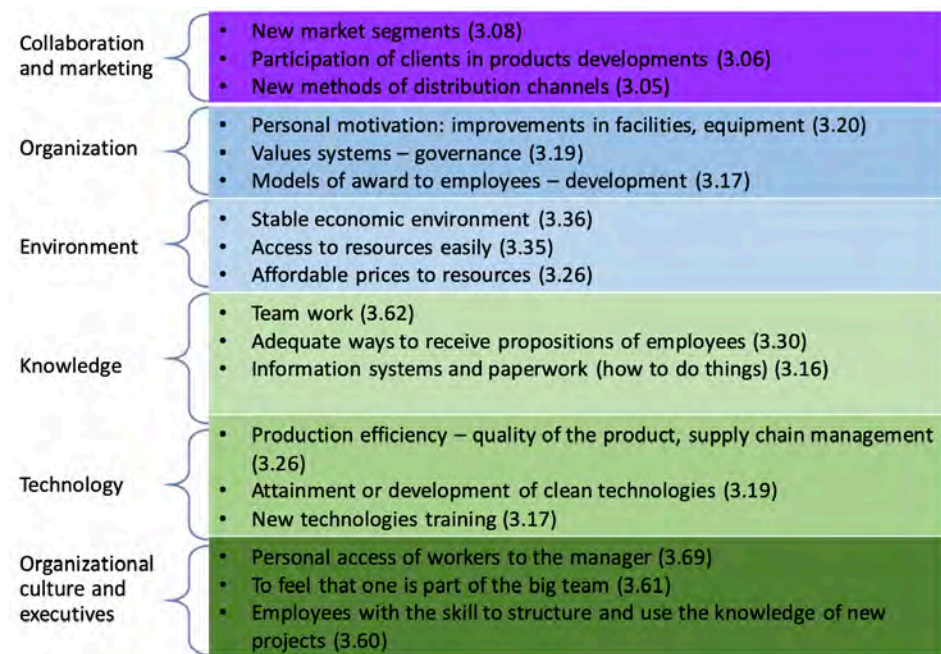 Collaboration
and marketing
• New market segments (3.08)
• Participation of clients in products developments (3.06)
• New methods of distribution channels (3.05)
Organization
• Personal motivation: improvements in facilities, equipment (3.20)
• Values systems – governance (3.19)
• Models of award to employees – development (3.17)
Environment
• Stable economic environment (3.36)
• Access to resources easily (3.35)
• Affordable prices to resources (3.26)
Knowledge
• Team work (3.62)
• Adequate ways to receive propositions of employees (3.30)
• Information systems and paperwork (how to do things) (3.16)
Technology
• Production efficiency – quality of the product, supply chain management
(3.26)
• Attainment or development of clean technologies (3.19)
• New technologies training (3.17)
Organizational
culture and
executives
• Personal access of workers to the manager (3.69)
• To feel that one is part of the big team (3.61)
• Employees with the skill to structure and use the knowledge of new
projects (3.60)